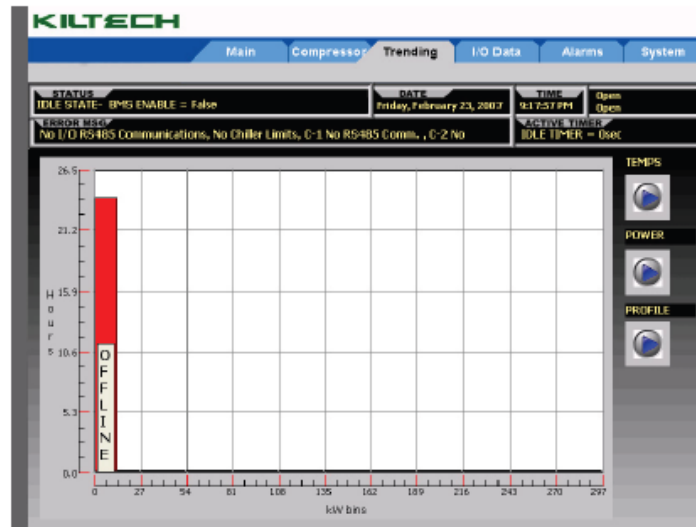 KILTECH
Main Compressor Trending I/O Data Alarms System
STATUS DATE TIME
IDLE STATE- BMS ENABLE = False Friday, February 23, 2007 9:17:57 PM
Open
Open
ERROR MSG ACTIVE TIMER
No I/O RS485 Communications, No Chiller Limits, C-1 No RS485 Comm. , C-2 No IDLE TIMER = 0sec
TEMPS
POWER
PROFILE
26.5
21.2
15.9
10.6
5.3
0.0
Hours
OFFLINE
0 27 54 81 108 135 162 189 216 243 270 297
kW bins